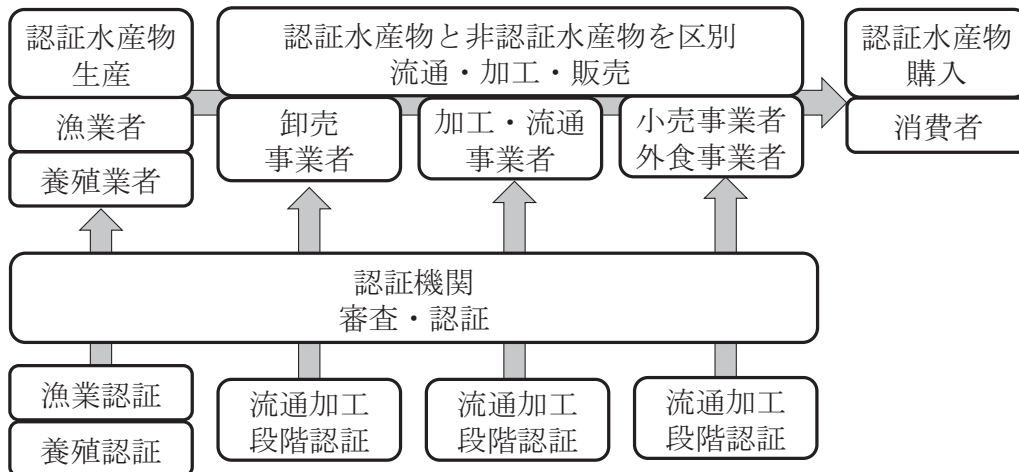 認証水産物
生産
漁業者
養殖業者
認証水産物と非認証水産物を区別
流通・加工・販売
卸売
事業者
加工・流通
事業者
小売事業者
外食事業者
認証水産物
購入
消費者
認証機関
審査・認証
漁業認証
養殖認証
流通加工
段階認証
流通加工
段階認証
流通加工
段階認証